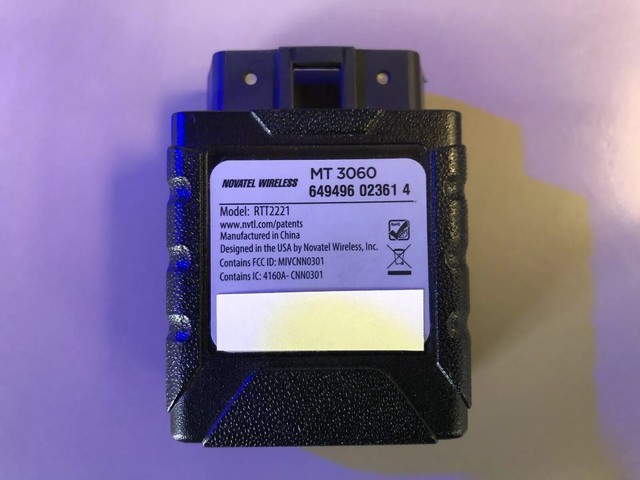 NOVATEL WIRELESS MT 3060
649496 02361 4
Model: RTT2221
www.nvtl.com/patents
Manufactured in China
Designed in the USA by Novatel Wireless, Inc.
Contains FCC ID: MIVCNN0301
Contains IC: 4160A- CNN0301